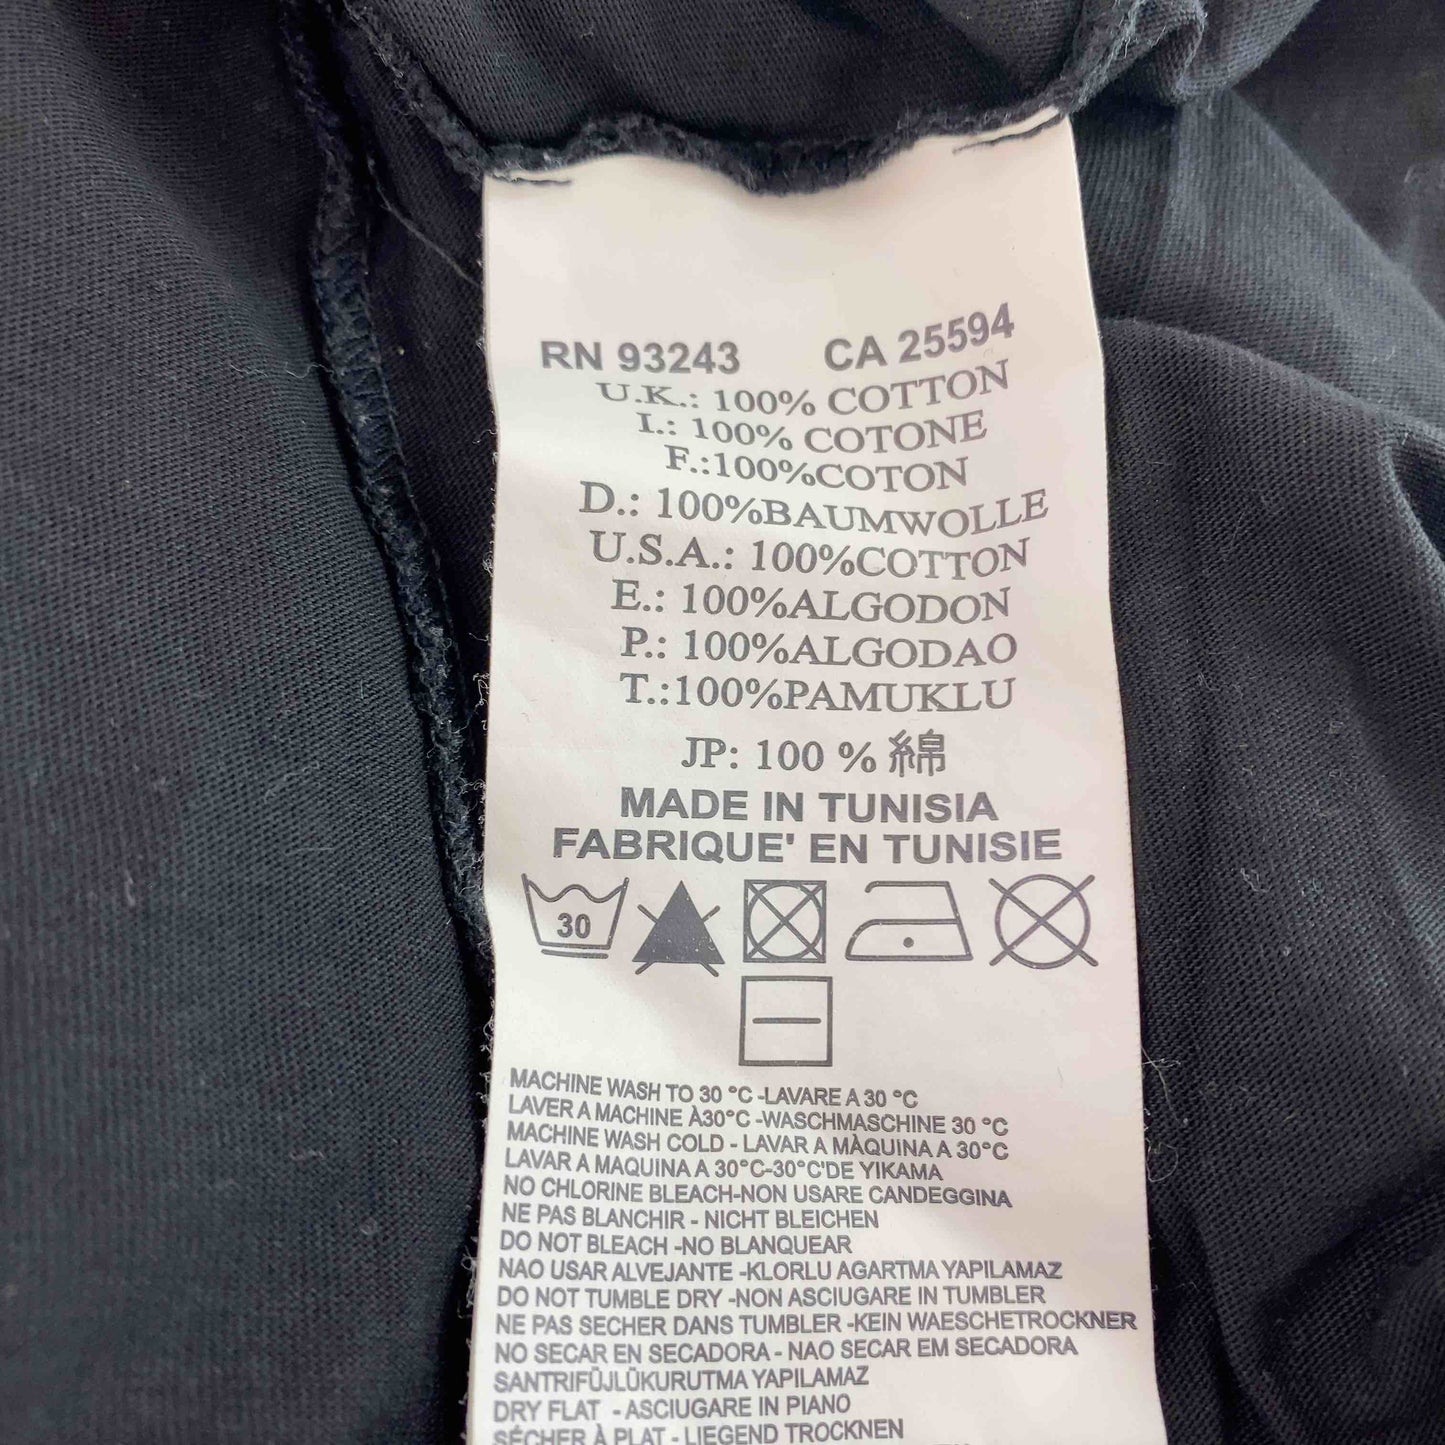 RN 93243 CA 25594
U.K.: 100% COTTON
I.: 100% COTONE
F.:100%COTON
D.: 100%BAUMWOLLE
U.S.A.: 100%COTTON
E.: 100%ALGODON
P.: 100%ALGODAO
T.:100%PAMUKLU
JP: 100 % 綿
MADE IN TUNISIA
FABRIQUE' EN TUNISIE
30
MACHINE WASH TO 30 °C -LAVARE A 30 °C
LAVER A MACHINE À30°C -WASCHMASCHINE 30 °C
MACHINE WASH COLD - LAVAR A MÀQUINA A 30°C
LAVAR A MAQUINA A 30°C-30°C'DE YIKAMA
NO CHLORINE BLEACH-NON USARE CANDEGGINA
NE PAS BLANCHIR - NICHT BLEICHEN
DO NOT BLEACH -NO BLANQUEAR
NAO USAR ALVEJANTE -KLORLU AGARTMA YAPILAMAZ
DO NOT TUMBLE DRY -NON ASCIUGARE IN TUMBLER
NE PAS SECHER DANS TUMBLER -KEIN WAESCHETROCKNER
NO SECAR EN SECADORA - NAO SECAR EM SECADORA
SANTRIFÜJLÜKURUTMA YAPILAMAZ
DRY FLAT - ASCIUGARE IN PIANO
SÉCHER À PLAT - LIEGEND TROCKNEN